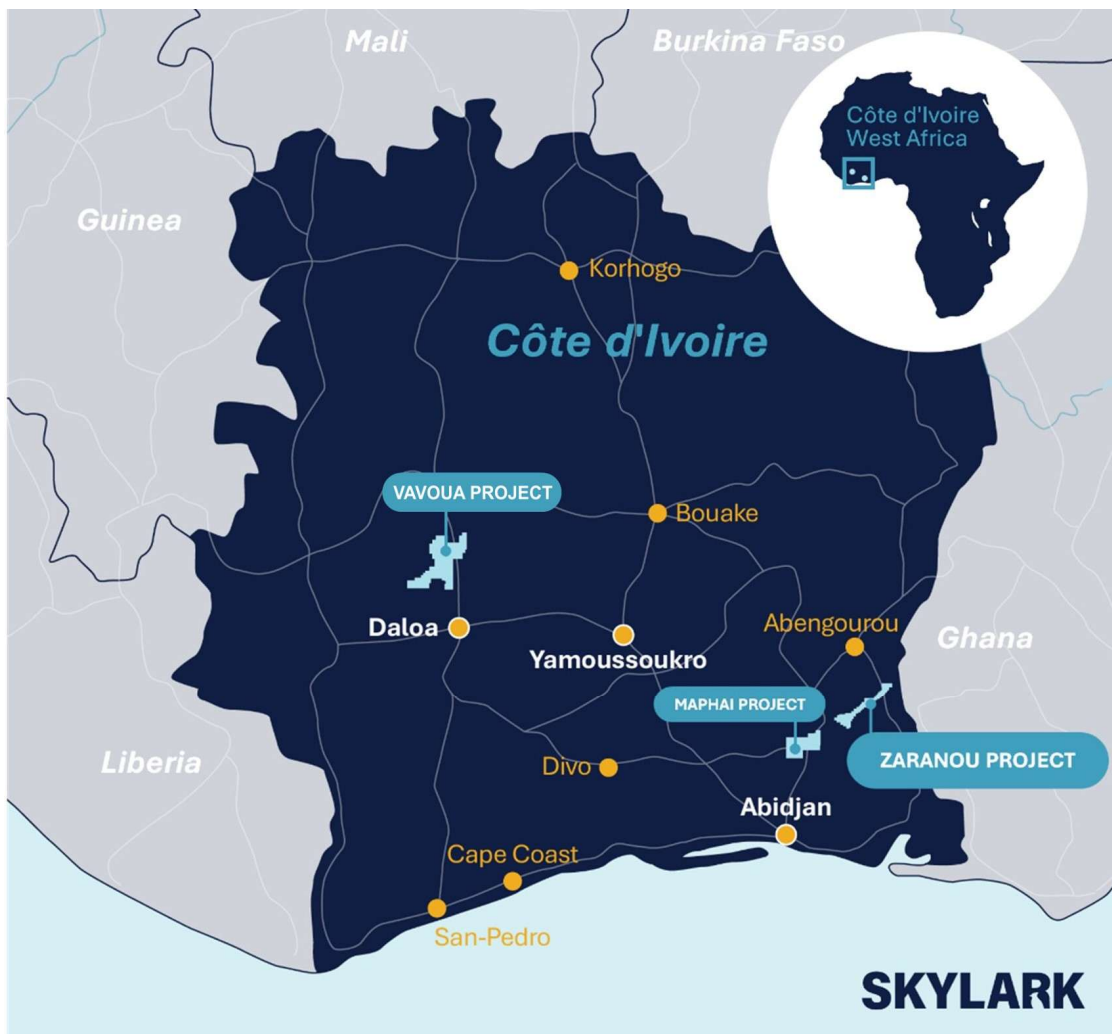 Mali
Burkina Faso
Côte d'Ivoire
West Africa
Guinea
Korhogo
Côte d'Ivoire
VAVOUA PROJECT
Bouake
Daloa
Yamoussoukro
Abengourou
Ghana
MAPHAI PROJECT
Liberia
Divo
ZARANOU PROJECT
Abidjan
Cape Coast
San-Pedro
SKYLARK